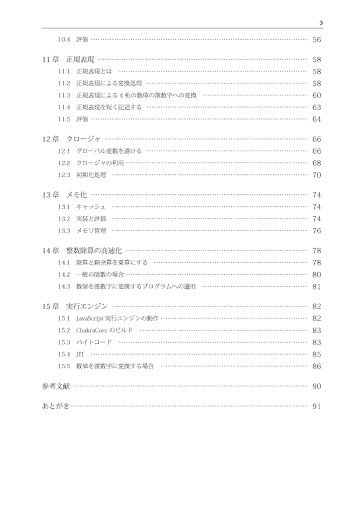 3
10.4 評価 56
11 章 正規表現 58
11.1 正規表現とは 58
11.2 正規表現による変換処理 58
11.3 正規表現による 4 桁の数値の漢数字への変換 60
11.4 正規表現を短く記述する 63
11.5 評価 64
12 章 クロージャ 66
12.1 グローバル変数を避ける 66
12.2 クロージャの利用 68
12.3 初期化処理 70
13 章 メモ化 74
13.1 キャッシュ 74
13.2 実装と評価 74
13.3 メモリ管理 76
14 章 整数除算の高速化 78
14.1 除算と剰余算を乗算にする 78
14.2 一般の除数の場合 80
14.3 数値を漢数字に変換するプログラムへの適用 81
15 章 実行エンジン 82
15.1 JavaScript 実行エンジンの動作 82
15.2 ChakraCore のビルド 83
15.3 バイトコード 83
15.4 JIT 85
15.5 数値を漢数字に変換する場合 86
参考文献 90
あとがき 91